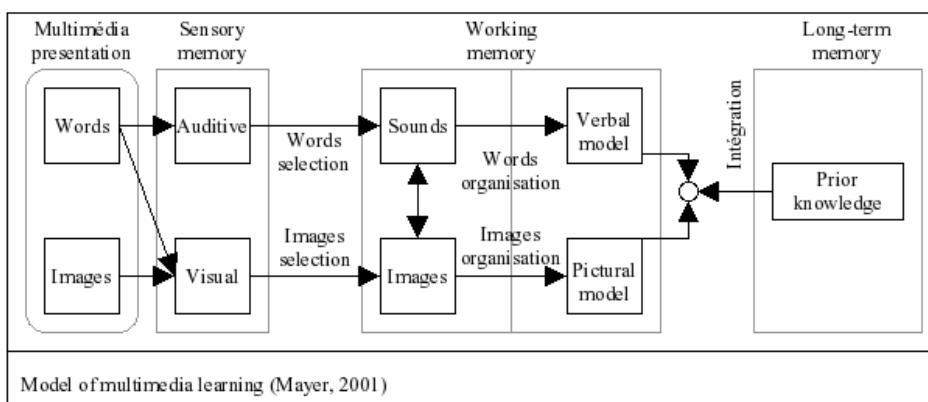 Multimédia
presentation
Sensory
memory
Working
memory
Long-term
memory
Words
Auditive
Words
selection
Sounds
Words
organisation
Verbal
model
Intégration
Prior
knowledge
Images
Visual
Images
selection
Images
Images
organisation
Pictural
model
Model of multimedia learning (Mayer, 2001)